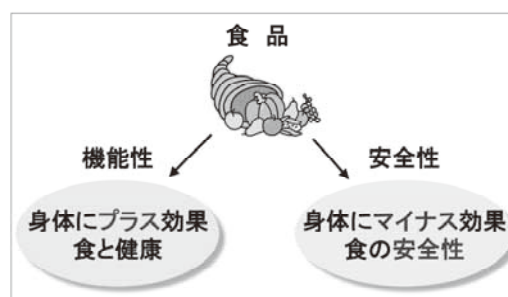 食 品
機能性
安全性
身体にプラス効果
食と健康
身体にマイナス効果
食の安全性